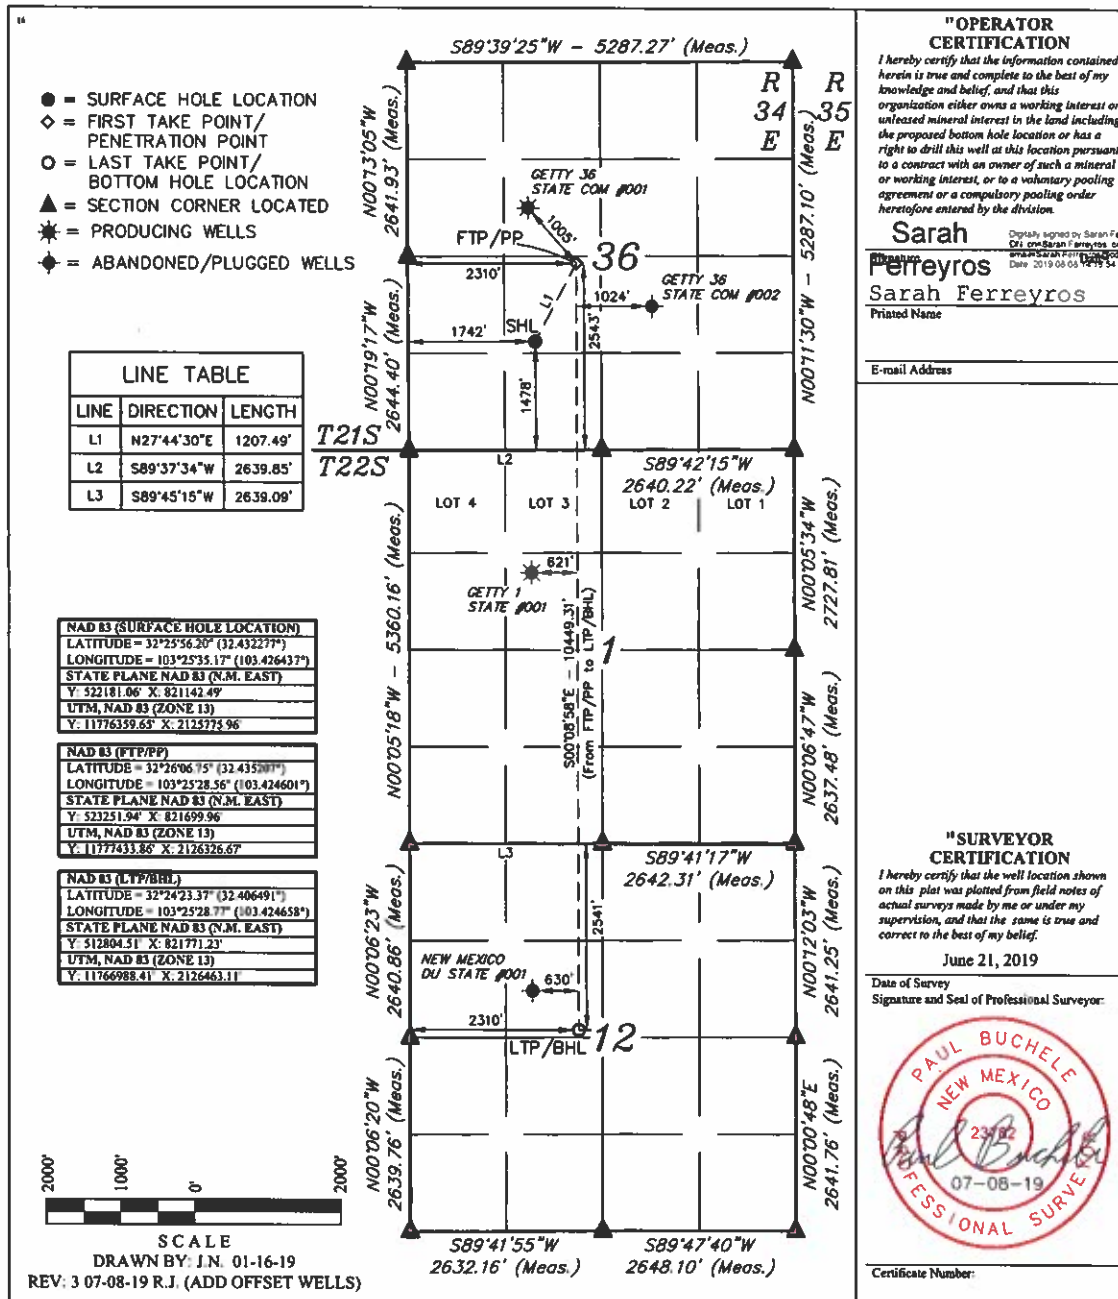 S89°39'25"W - 5287.27' (Meas.)
● = SURFACE HOLE LOCATION
◇ = FIRST TAKE POINT/
PENETRATION POINT
○ = LAST TAKE POINT/
BOTTOM HOLE LOCATION
▲ = SECTION CORNER LOCATED
= PRODUCING WELLS
= ABANDONED/PLUGGED WELLS
R R
34 35
E E
N00°13'05"W
2641.93' (Meas.)
N00°19'17"W
2644.40' (Meas.)
N00°11'30"W - 5287.10' (Meas.)
GETTY 36
STATE COM #001
1005'
FTP/PP
36
2310'
GETTY 36
STATE COM #002
1024'
L1
2543'
SHL
1742'
1478'
LINE TABLE
LINE DIRECTION LENGTH
L1 N27°44'30"E 1207.49'
L2 S89°37'34"W 2639.85'
L3 S89°45'15"W 2639.09'
T21S
T22S
L2
S89°42'15"W
2640.22' (Meas.)
LOT 4 LOT 3 LOT 2 LOT 1
N00°05'18"W - 5360.16' (Meas.)
N00°05'34"W
2727.81' (Meas.)
N00°06'47"W
2637.48' (Meas.)
621'
GETTY 1
STATE #001
S00°08'58"E - 10449.31'
(From FTP/PP to LTP/BHL)
1
NAD 83 (SURFACE HOLE LOCATION)
LATITUDE = 32°25'56.20" (32.432277°)
LONGITUDE = 103°25'35.17" (103.426437°)
STATE PLANE NAD 83 (N.M. EAST)
Y: 522181.06' X: 821142.49'
UTM, NAD 83 (ZONE 13)
Y: 11776359.65' X: 2125775.96'
NAD 83 (FTP/PP)
LATITUDE = 32°26'06.75" (32.435207°)
LONGITUDE = 103°25'28.56" (103.424601°)
STATE PLANE NAD 83 (N.M. EAST)
Y: 523251.94' X: 821699.96'
UTM, NAD 83 (ZONE 13)
Y: 11777433.86' X: 2126326.67'
NAD 83 (LTP/BHL)
LATITUDE = 32°24'23.37" (32.406491°)
LONGITUDE = 103°25'28.77" (103.424658°)
STATE PLANE NAD 83 (N.M. EAST)
Y: 512804.51' X: 821771.23'
UTM, NAD 83 (ZONE 13)
Y: 11766988.41' X: 2126463.11'
L3
S89°41'17"W
2642.31' (Meas.)
N00°06'23"W
2640.86' (Meas.)
N00°12'03"W
2641.25' (Meas.)
2541'
NEW MEXICO
DU STATE #001
630'
2310'
LTP/BHL
12
N00°06'20"W
2639.76' (Meas.)
N00°00'48"E
2641.76' (Meas.)
S89°41'55"W
2632.16' (Meas.)
S89°47'40"W
2648.10' (Meas.)
2000' 1000' 0' 2000'
SCALE
DRAWN BY: J.N. 01-16-19
REV: 3 07-08-19 R.J. (ADD OFFSET WELLS)
"OPERATOR
CERTIFICATION
I hereby certify that the information contained
herein is true and complete to the best of my
knowledge and belief, and that this
organization either owns a working interest or
unleased mineral interest in the land including
the proposed bottom hole location or has a
right to drill this well at this location pursuant
to a contract with an owner of such a mineral
or working interest, or to a voluntary pooling
agreement or a compulsory pooling order
heretofore entered by the division.
Sarah
Ferreyros
Digitally signed by Sarah
Sarah Ferreyros
Printed Name
E-mail Address
"SURVEYOR
CERTIFICATION
I hereby certify that the well location shown
on this plat was plotted from field notes of
actual surveys made by me or under my
supervision, and that the same is true and
correct to the best of my belief.
June 21, 2019
Date of Survey
Signature and Seal of Professional Surveyor:
PAUL BUCHELE
NEW MEXICO
23782
Paul Buchele
07-08-19
PROFESSIONAL SURVEYOR
Certificate Number: